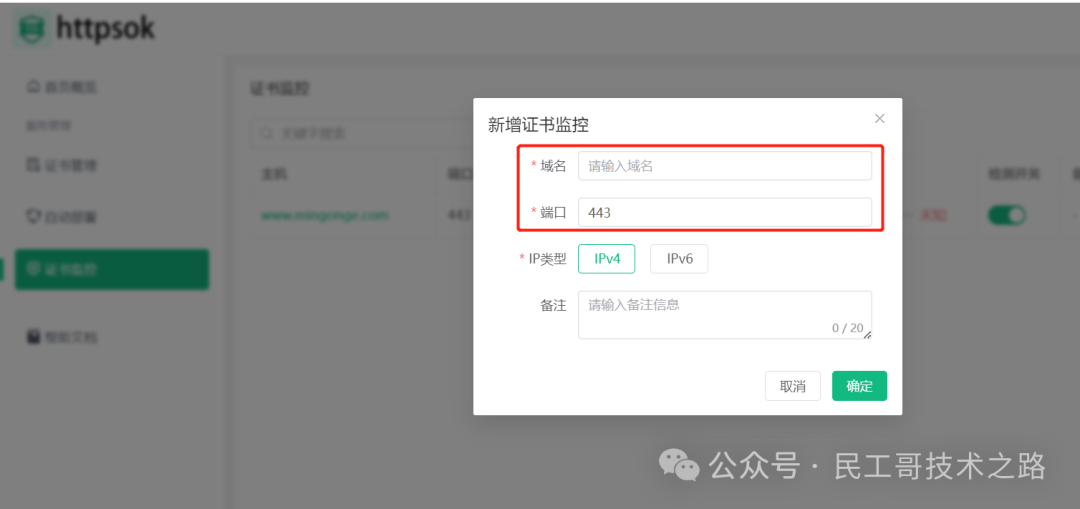 httpsok
首页概览
证书管理
自动部署
证书监控
帮助文档
证书监控
关键字搜索
主机
端口
检测开关
www.mingongge.com
443
未知
新增证书监控
* 域名 请输入域名
* 端口 443
* IP类型 IPv4 IPv6
备注 请输入备注信息
0 / 20
取消 确定
公众号 · 民工哥技术之路